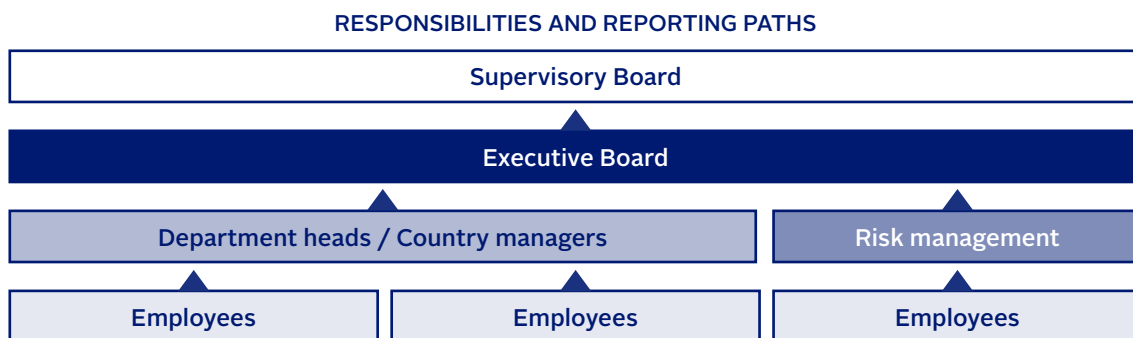 RESPONSIBILITIES AND REPORTING PATHS
Supervisory Board
Executive Board
Department heads / Country managers
Risk management
Employees
Employees
Employees